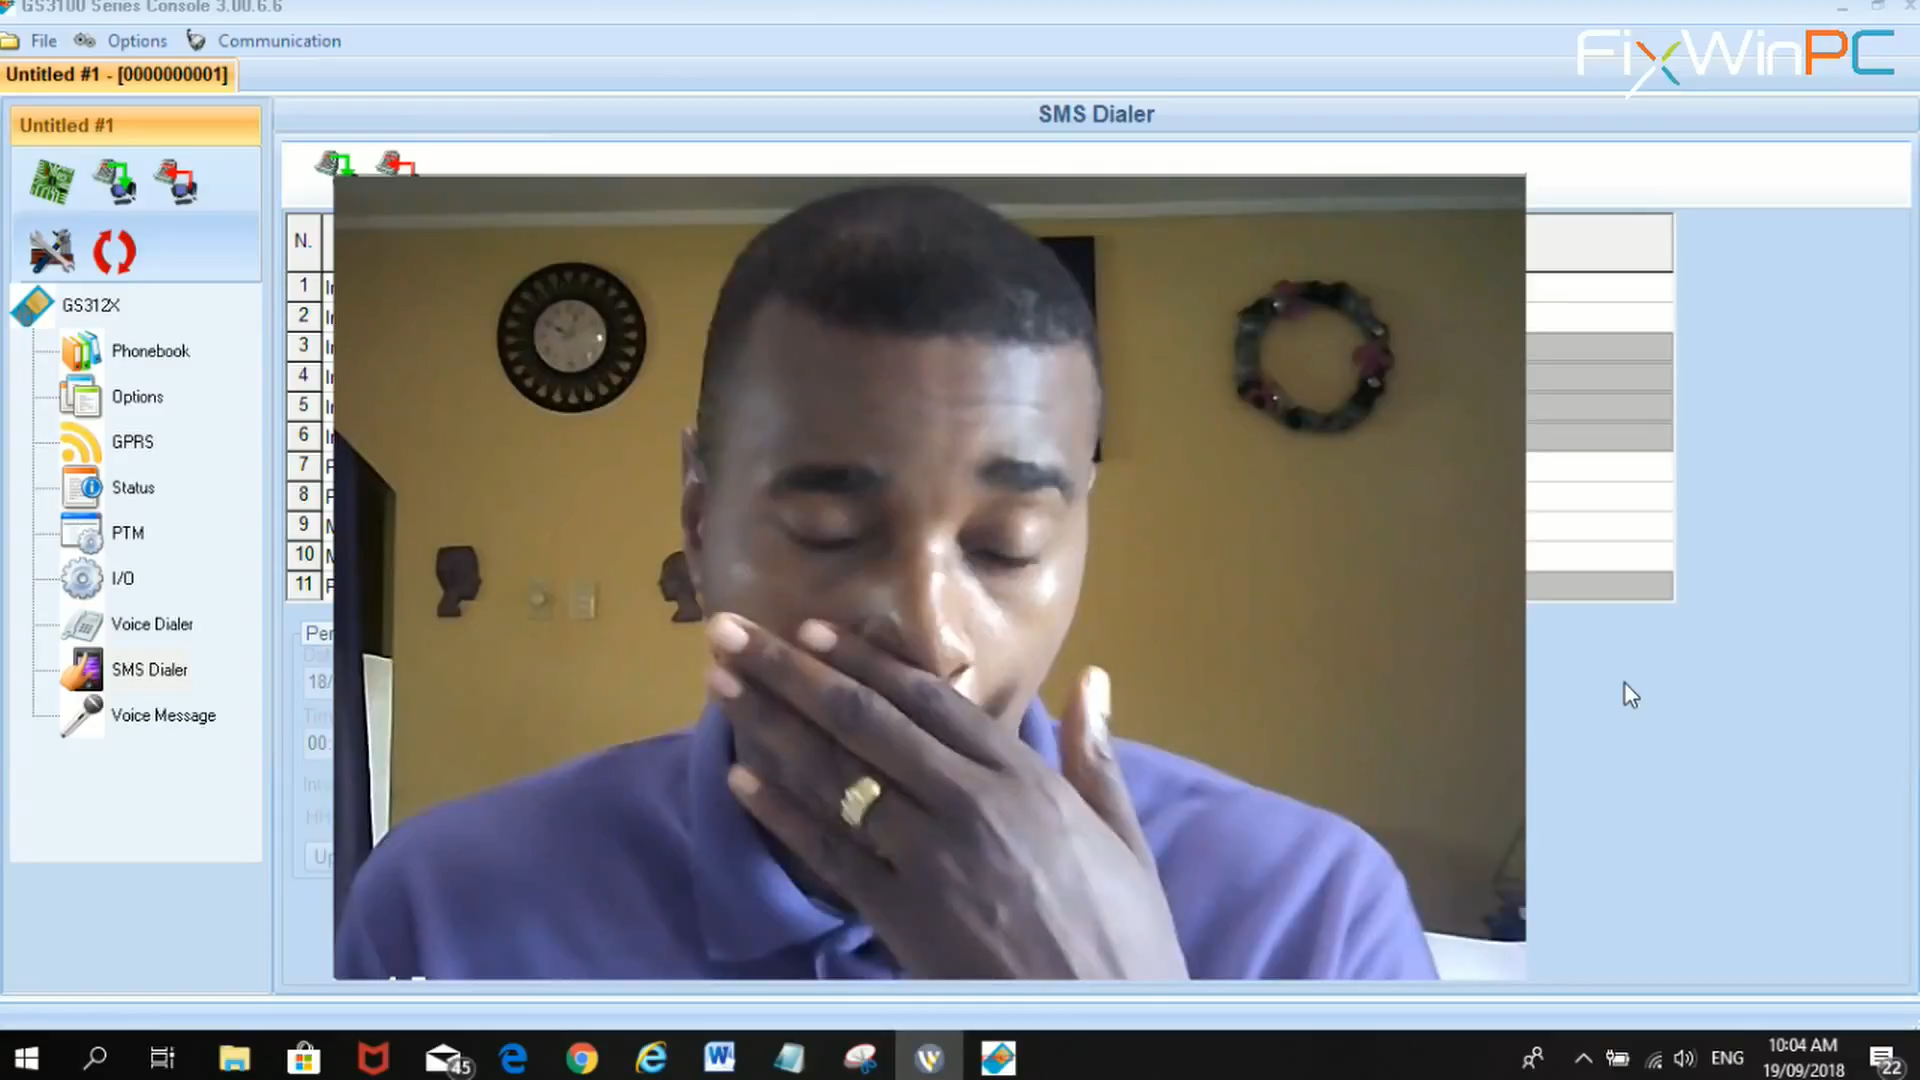 GS3100 Series Console 3.00.6.6
File Options Communication
FixWinPC
Untitled #1 - [0000000001]
Untitled #1
SMS Dialer
N.
1
2
3
4
5
6
7
8
9
10
11
GS312X
Phonebook
Options
GPRS
Status
PTM
I/O
Voice Dialer
SMS Dialer
Voice Message
18/
00:
45
ENG
10:04 AM
19/09/2018
22